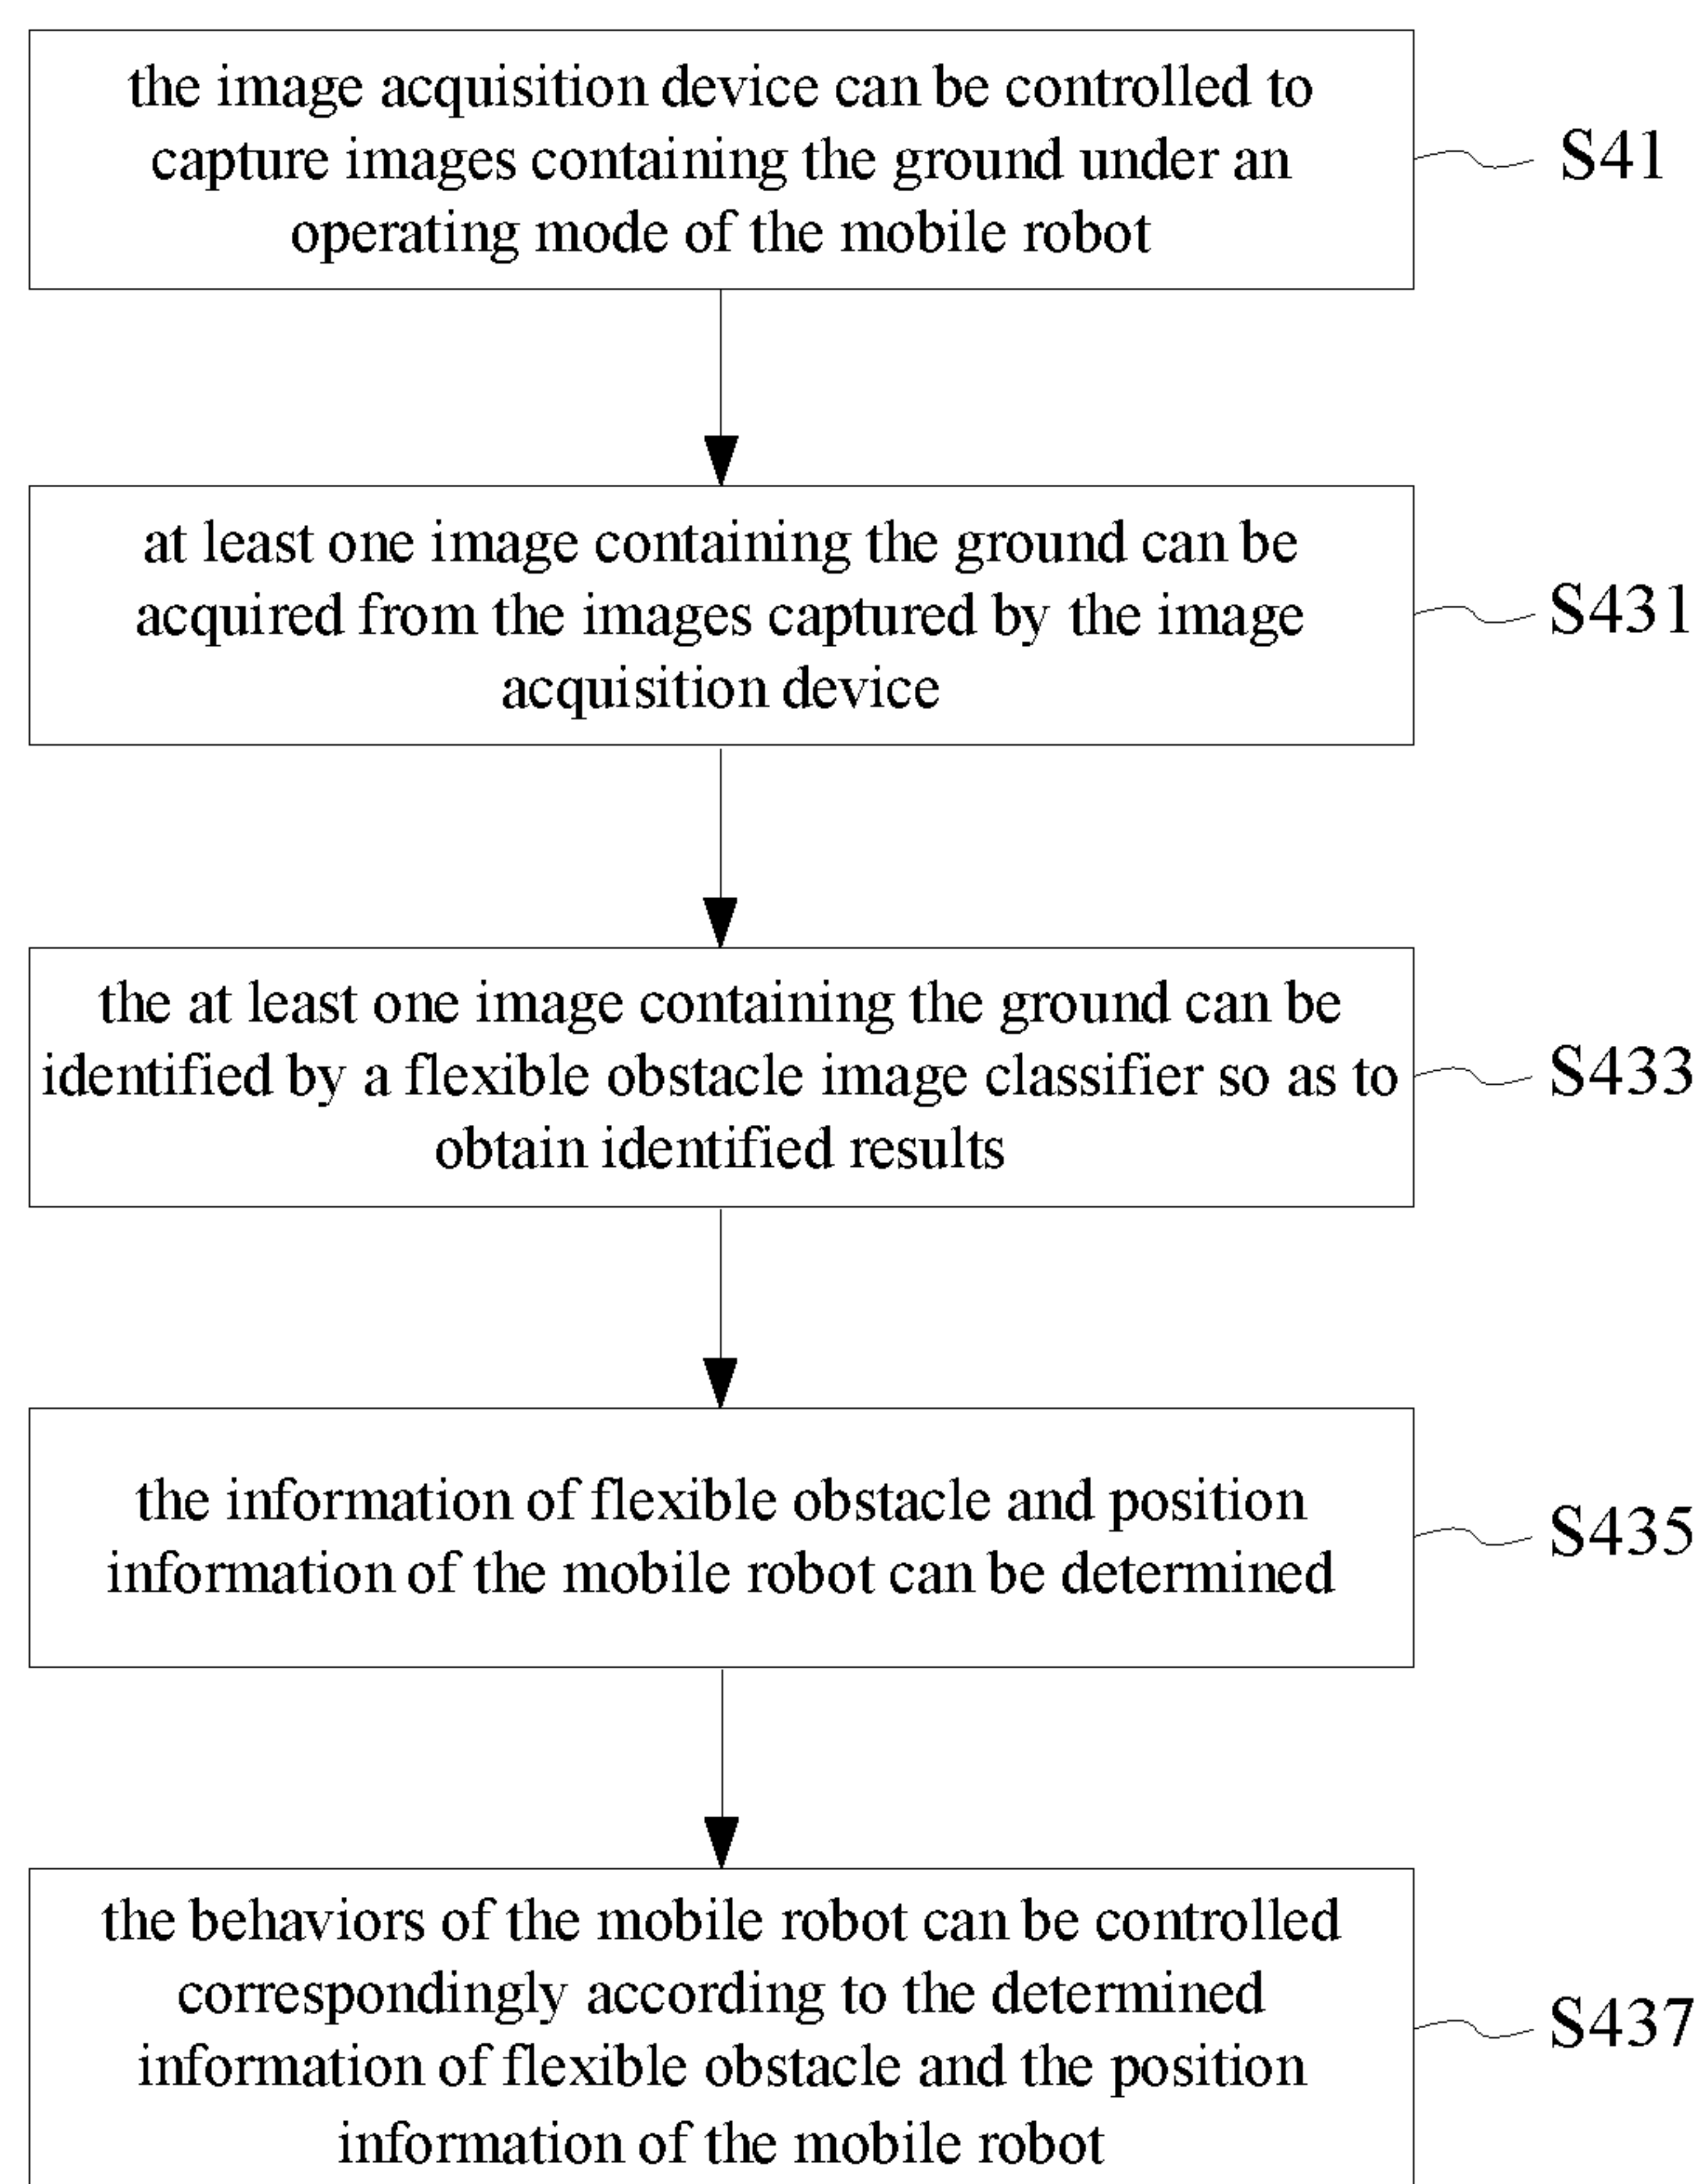 the image acquisition device can be controlled to
capture images containing the ground under an
operating mode of the mobile robot
S41
at least one image containing the ground can be
acquired from the images captured by the image
acquisition device
S431
the at least one image containing the ground can be
identified by a flexible obstacle image classifier so as to
obtain identified results
S433
the information of flexible obstacle and position
information of the mobile robot can be determined
S435
the behaviors of the mobile robot can be controlled
correspondingly according to the determined
information of flexible obstacle and the position
information of the mobile robot
S437